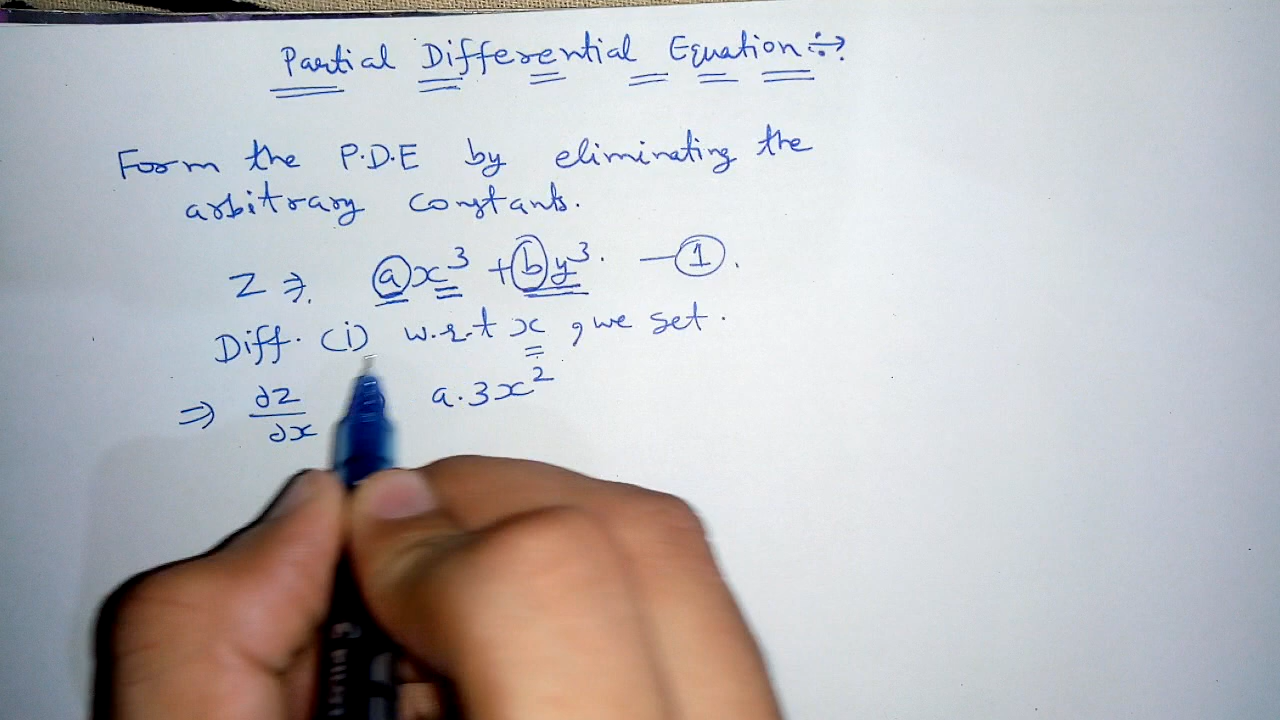 Partial Differential Equation :→?
Form the P.D.E by eliminating the
arbitrary constants.
Z ⇒. ax³ + by³. —①.
Diff. (i) w.r.t x , we get.
⇒ ∂z/∂x a.3x²